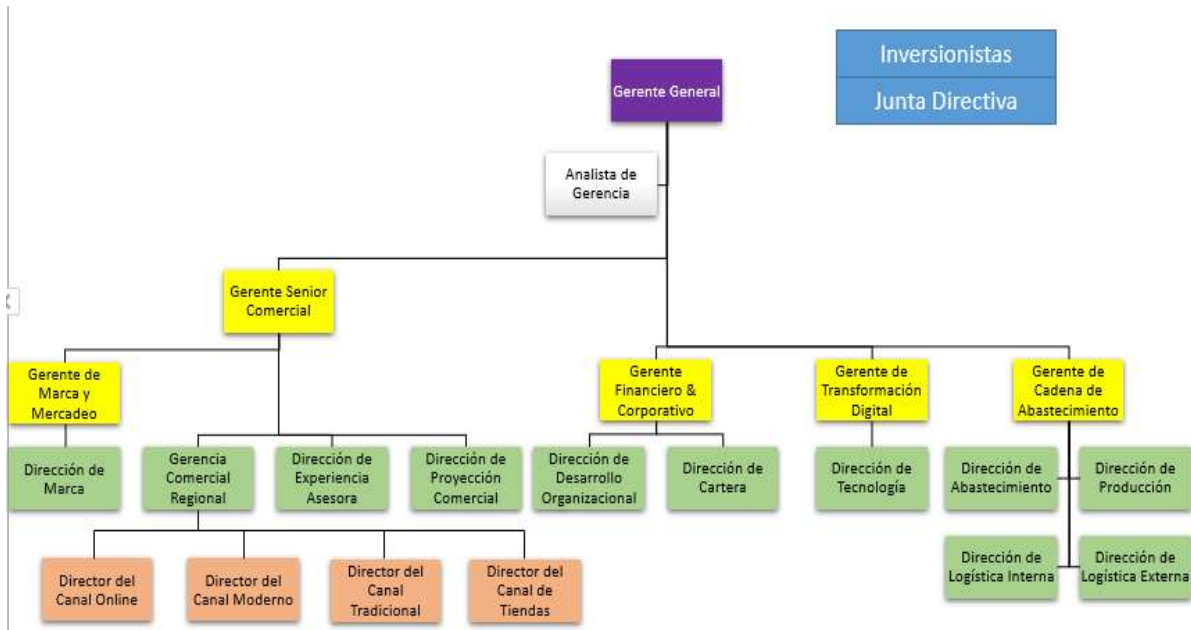 Inversionistas
Junta Directiva
Gerente General
Analista de
Gerencia
Gerente Senior
Comercial
Gerente de
Marca y
Mercadeo
Gerente
Financiero &
Corporativo
Gerente de
Transformación
Digital
Gerente de
Cadena de
Abastecimiento
Dirección de
Marca
Gerencia
Comercial
Regional
Dirección de
Experiencia
Asesora
Dirección de
Proyección
Comercial
Dirección de
Desarrollo
Organizacional
Dirección de
Cartera
Dirección de
Tecnología
Dirección de
Abastecimiento
Dirección de
Producción
Dirección de
Logística Interna
Dirección de
Logística Externa
Director del
Canal Online
Director del
Canal Moderno
Director del
Canal
Tradicional
Director del
Canal de
Tiendas